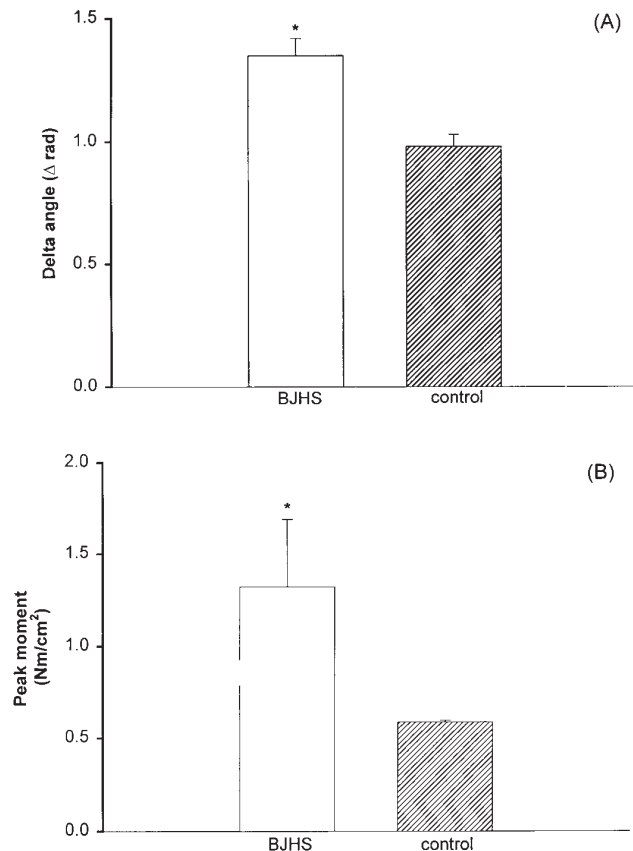 (A)
1.5
*
1.0
Delta angle (Δ rad)
0.5
0.0
BJHS control
(B)
2.0
*
1.5
Peak moment
(Nm/cm²)
1.0
0.5
0.0
BJHS control